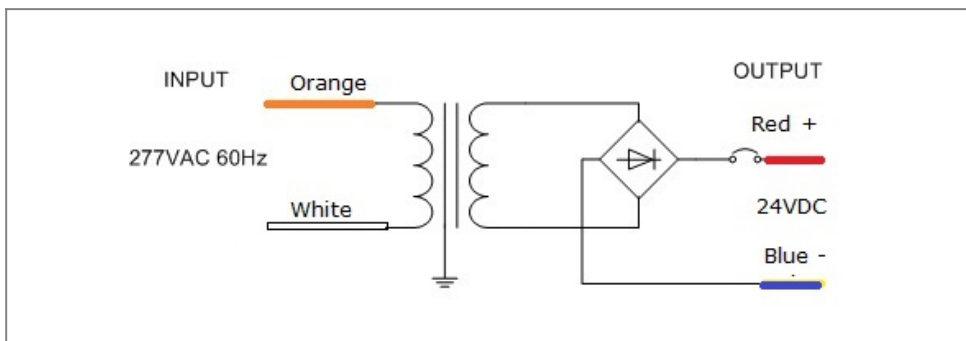 INPUT
Orange
277VAC 60Hz
White
OUTPUT
Red +
24VDC
Blue -